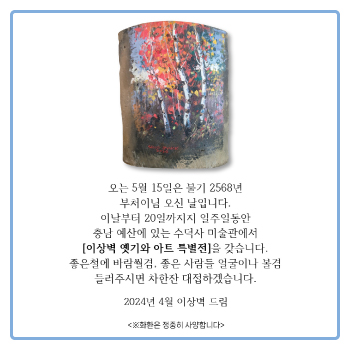 오는 5월 15일은 불기 2568년
부처이님 오신 날입니다.
이날부터 20일까지지 일주일동안
충남 예산에 있는 수덕사 미술관에서
[이상벽 옛기와 아트 특별전]을 갖습니다.
좋은철에 바람쐴겸, 좋은 사람들 얼굴이나 볼겸
들러주시면 차한잔 대접하겠습니다.
2024년 4월 이상벽 드림
<※화환은 정중히 사양합니다>